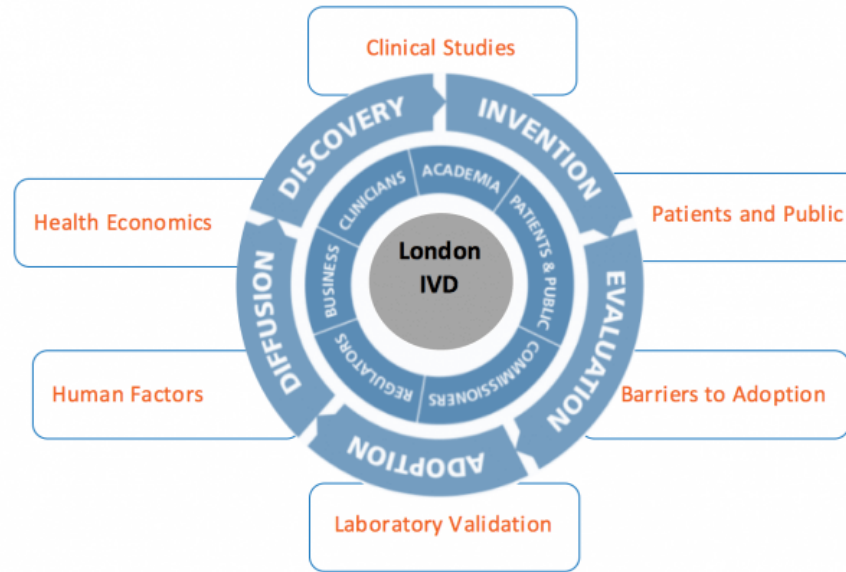 Clinical Studies
DISCOVERY
INVENTION
CLINICIANS
ACADEMIA
PATIENTS & PUBLIC
Health Economics
Patients and Public
London
IVD
BUSINESS
DIFFUSION
EVALUATION
REGULATORS
COMMISSIONERS
Human Factors
Barriers to Adoption
ADOPTION
Laboratory Validation